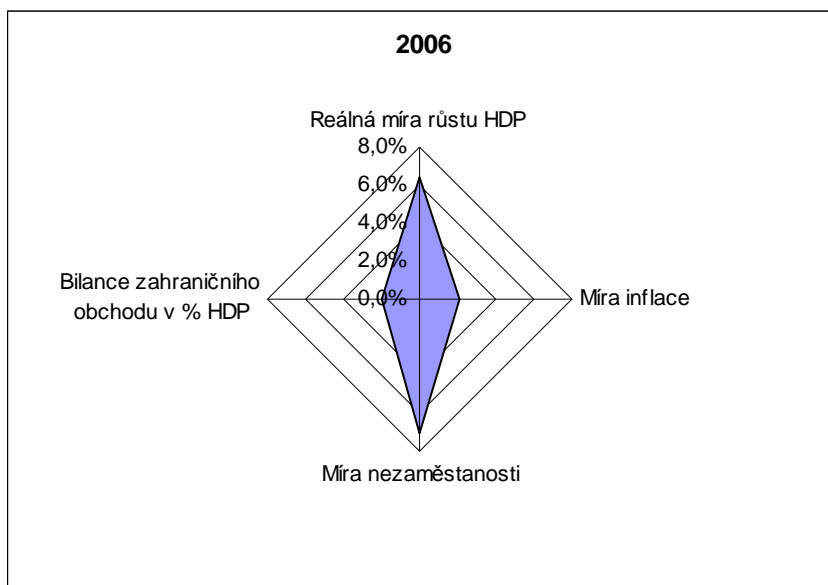 2006
Reálná míra růstu HDP
8,0%
6,0%
4,0%
2,0%
0,0%
Bilance zahraničního
obchodu v % HDP
Míra inflace
Míra nezaměstanosti